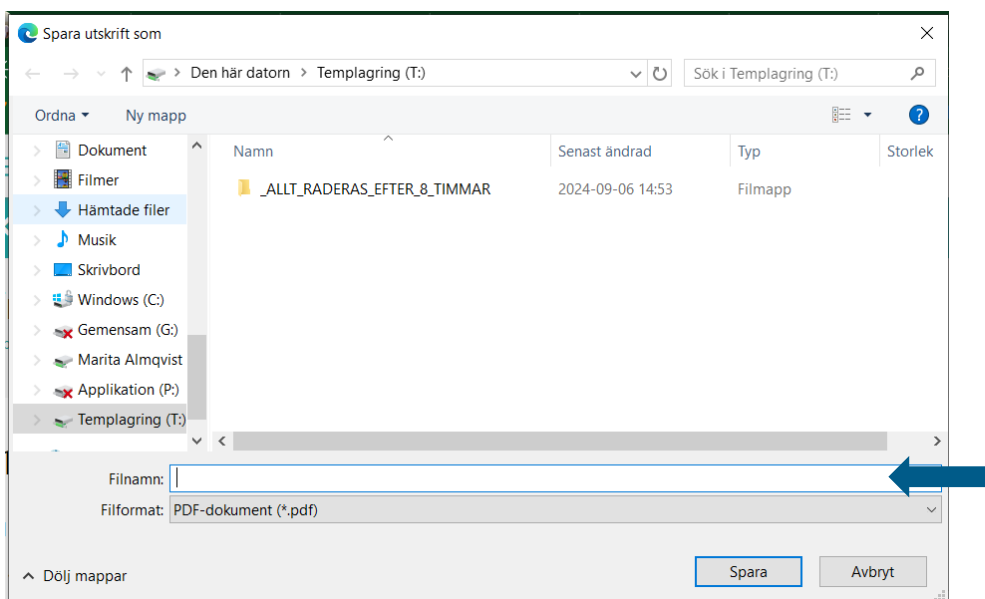 Spara utskrift som
Den här datorn > Templagring (T:)
Sök i Templagring (T:)
Ordna
Ny mapp
Namn
Senast ändrad
Typ
Storlek
Dokument
Filmer
Hämtade filer
Musik
Skrivbord
Windows (C:)
Gemensam (G:)
Marita Almqvist
Applikation (P:)
Templagring (T:)
_ALLT_RADERAS_EFTER_8_TIMMAR
2024-09-06 14:53
Filmapp
Filnamn:
Filformat: PDF-dokument (*.pdf)
Dölj mappar
Spara
Avbryt